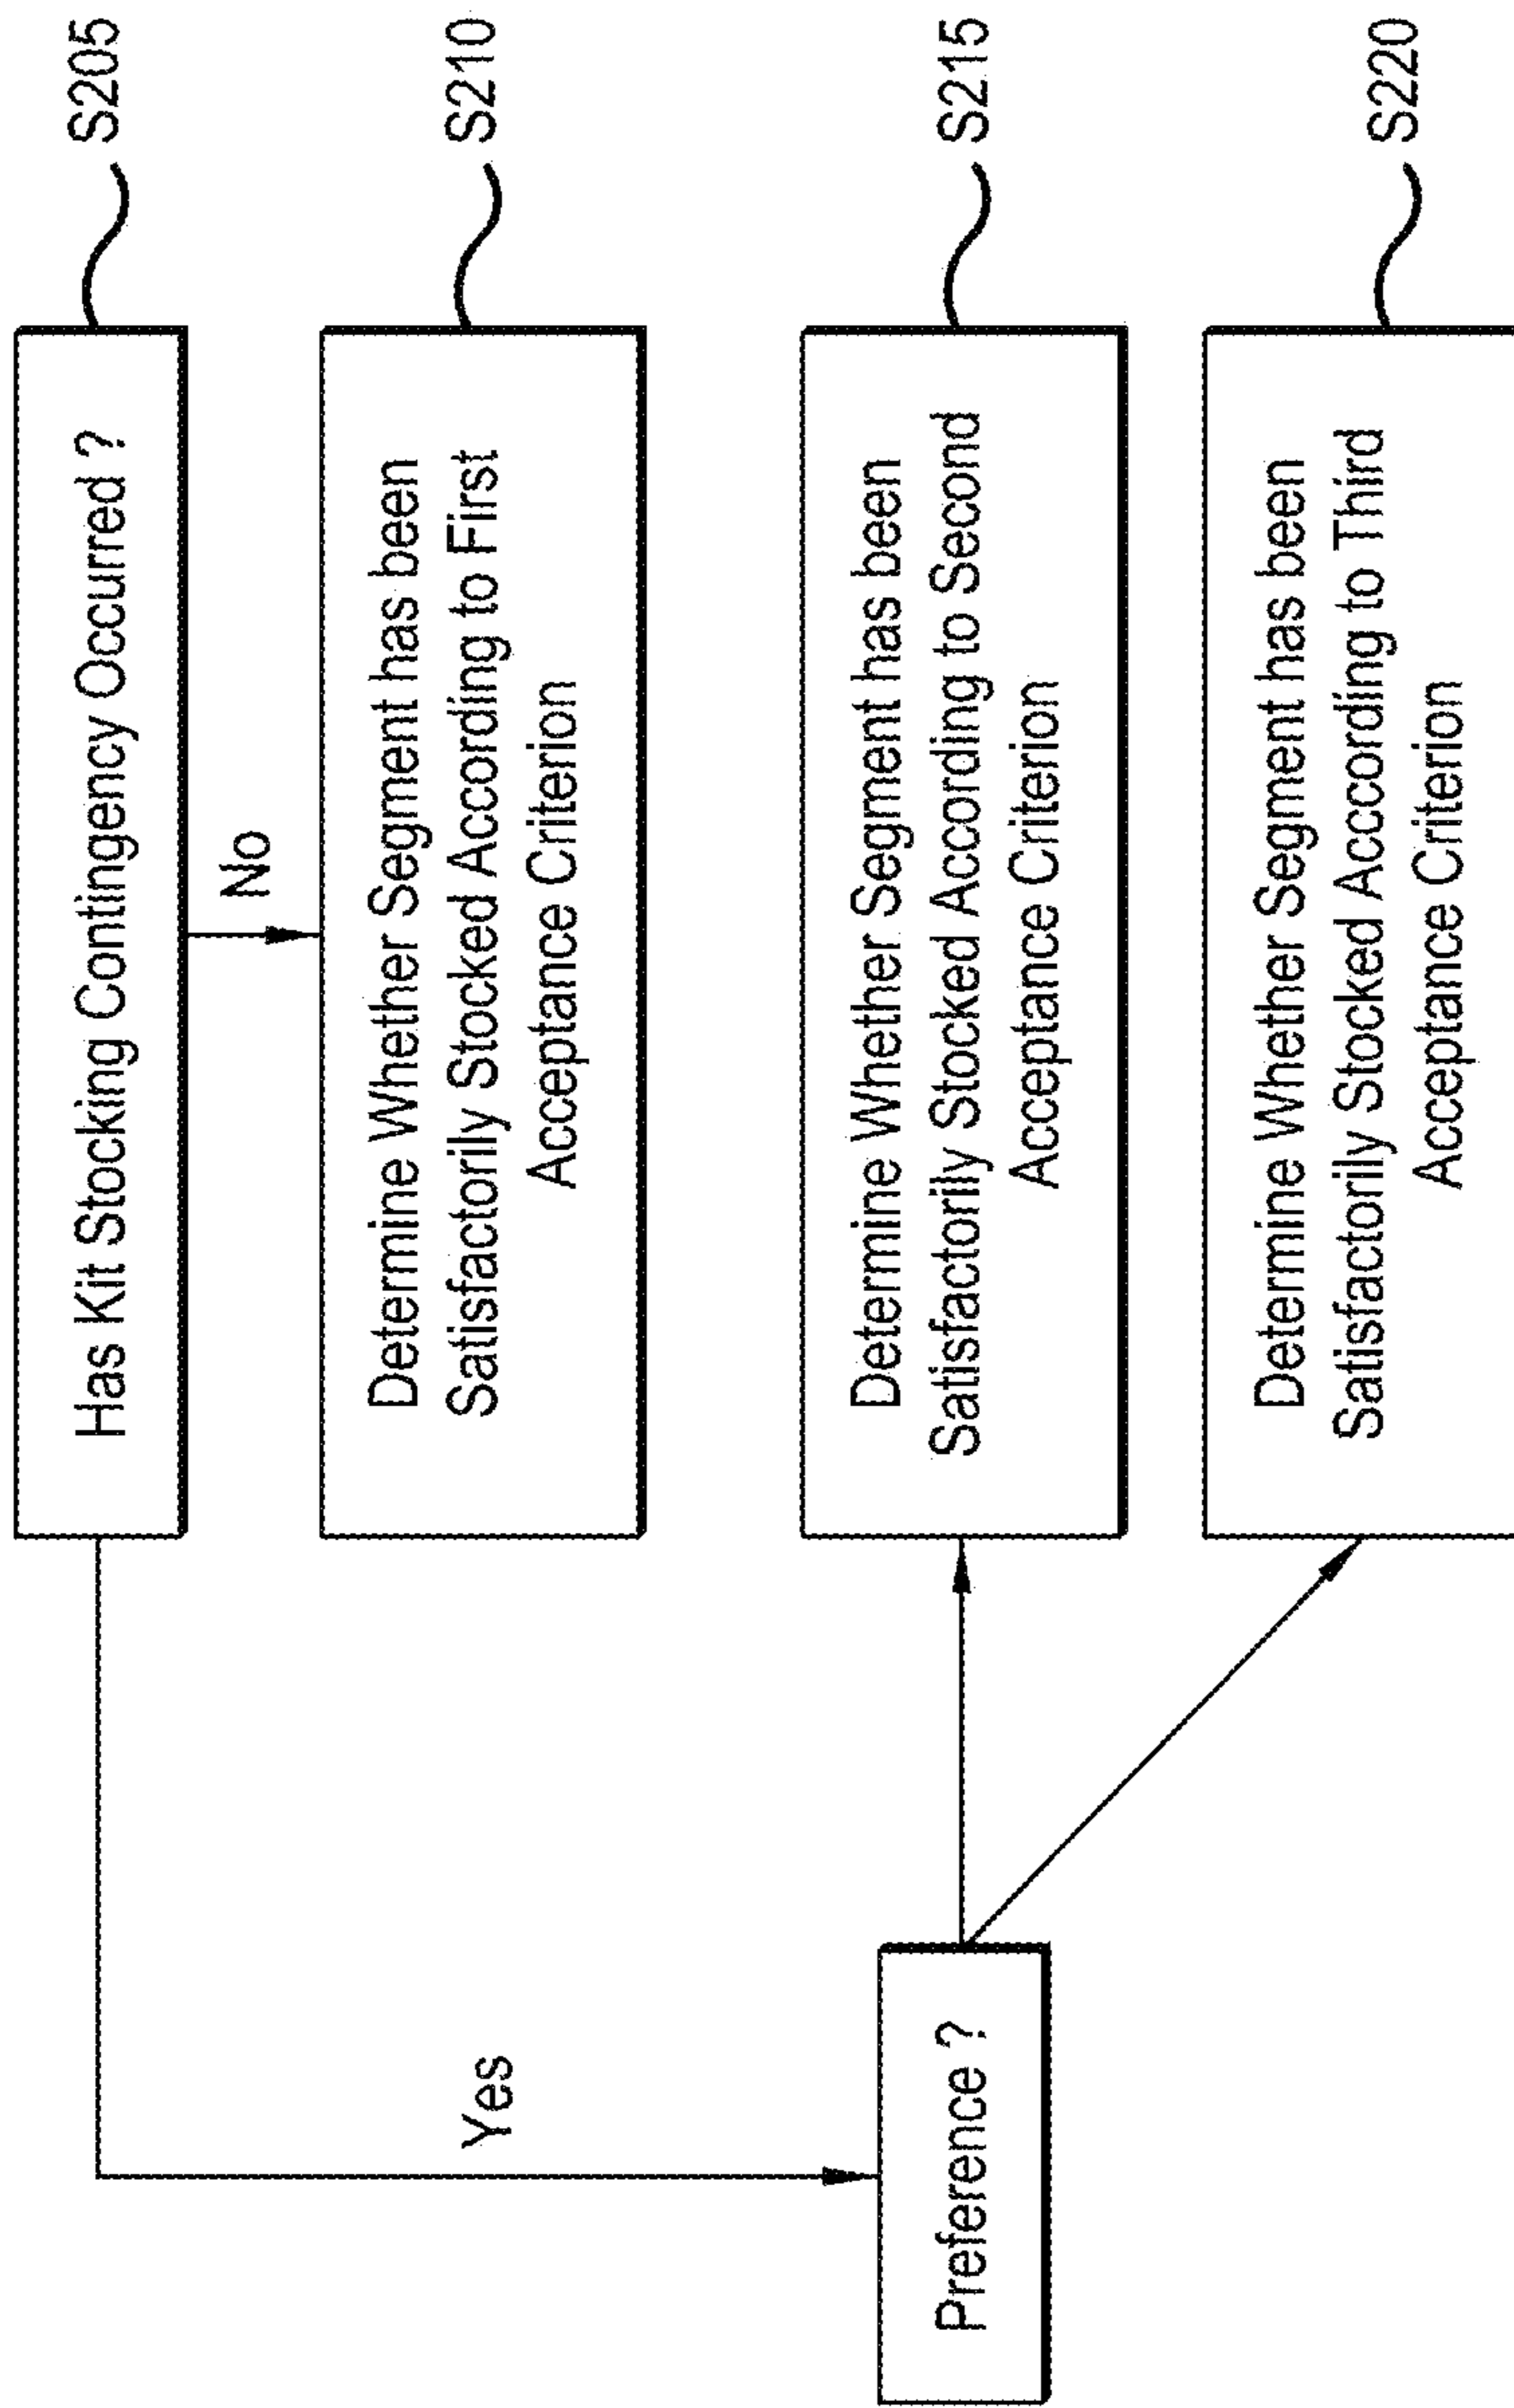 Has Kit Stocking Contingency Occurred ?
S205
No
Determine Whether Segment has been
Satisfactorily Stocked According to First
Acceptance Criterion
S210
Yes
Preference ?
Determine Whether Segment has been
Satisfactorily Stocked According to Second
Acceptance Criterion
S215
Determine Whether Segment has been
Satisfactorily Stocked According to Third
Acceptance Criterion
S220